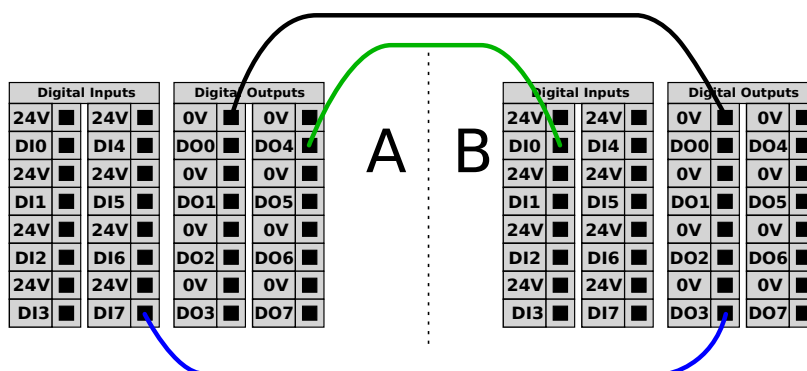 Digital Inputs
24V 24V
DI0 DI4
24V 24V
DI1 DI5
24V 24V
DI2 DI6
24V 24V
DI3 DI7
Digital Outputs
0V 0V
DO0 DO4
0V 0V
DO1 DO5
0V 0V
DO2 DO6
0V 0V
DO3 DO7
A B
Digital Inputs
24V 24V
DI0 DI4
24V 24V
DI1 DI5
24V 24V
DI2 DI6
24V 24V
DI3 DI7
Digital Outputs
0V 0V
DO0 DO4
0V 0V
DO1 DO5
0V 0V
DO2 DO6
0V 0V
DO3 DO7